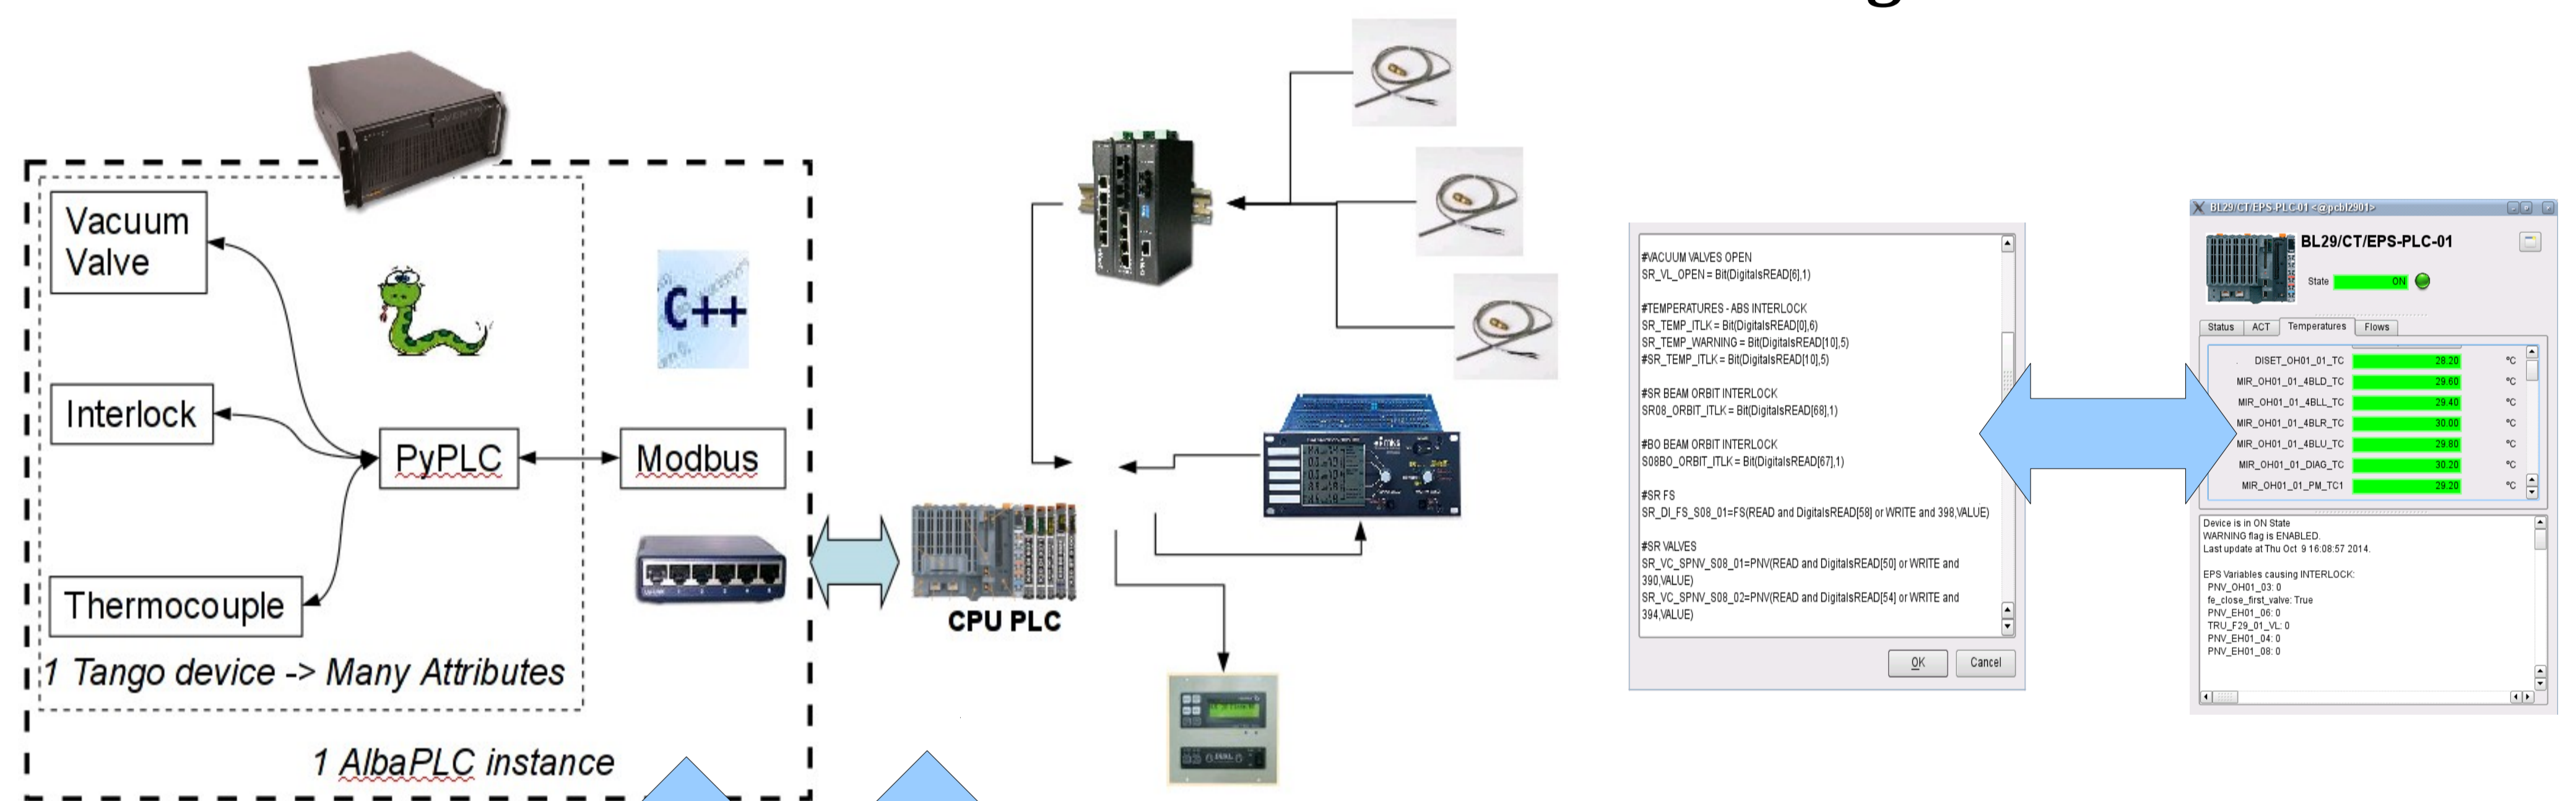 Vacuum
Valve
Interlock
Thermocouple
PyPLC
Modbus
C++
1 Tango device -> Many Attributes
1 AlbaPLC instance
CPU PLC
#VACUUM VALVES OPEN
SR_VL_OPEN = Bit(DigitalsREAD[6],1)
#TEMPERATURES - ABS INTERLOCK
SR_TEMP_ITLK = Bit(DigitalsREAD[0],6)
SR_TEMP_WARNING = Bit(DigitalsREAD[10],5)
#SR_TEMP_ITLK = Bit(DigitalsREAD[10],5)
#SR BEAM ORBIT INTERLOCK
SR08_ORBIT_ITLK = Bit(DigitalsREAD[68],1)
#BO BEAM ORBIT INTERLOCK
S08BO_ORBIT_ITLK = Bit(DigitalsREAD[67],1)
#SR FS
SR_DI_FS_S08_01=FS(READ and DigitalsREAD[58] or WRITE and 398,VALUE)
#SR VALVES
SR_VC_SPNV_S08_01=PNV(READ and DigitalsREAD[50] or WRITE and
390,VALUE)
SR_VC_SPNV_S08_02=PNV(READ and DigitalsREAD[54] or WRITE and
394,VALUE)
OK Cancel
BL29/CT/EPS-PLC-01 <@pcbl2901>
BL29/CT/EPS-PLC-01
State ON
Status ACT Temperatures Flows
DISET_OH01_01_TC 28.20 °C
MIR_OH01_01_4BLD_TC 29.60 °C
MIR_OH01_01_4BLL_TC 29.40 °C
MIR_OH01_01_4BLR_TC 30.00 °C
MIR_OH01_01_4BLU_TC 29.80 °C
MIR_OH01_01_DIAG_TC 30.20 °C
MIR_OH01_01_PM_TC1 29.20 °C
Device is in ON State
WARNING flag is ENABLED.
Last update at Thu Oct 9 16:08:57 2014.
EPS Variables causing INTERLOCK:
PNV_OH01_03: 0
fe_close_first_valve: True
PNV_EH01_06: 0
TRU_F29_01_VL: 0
PNV_EH01_04: 0
PNV_EH01_08: 0